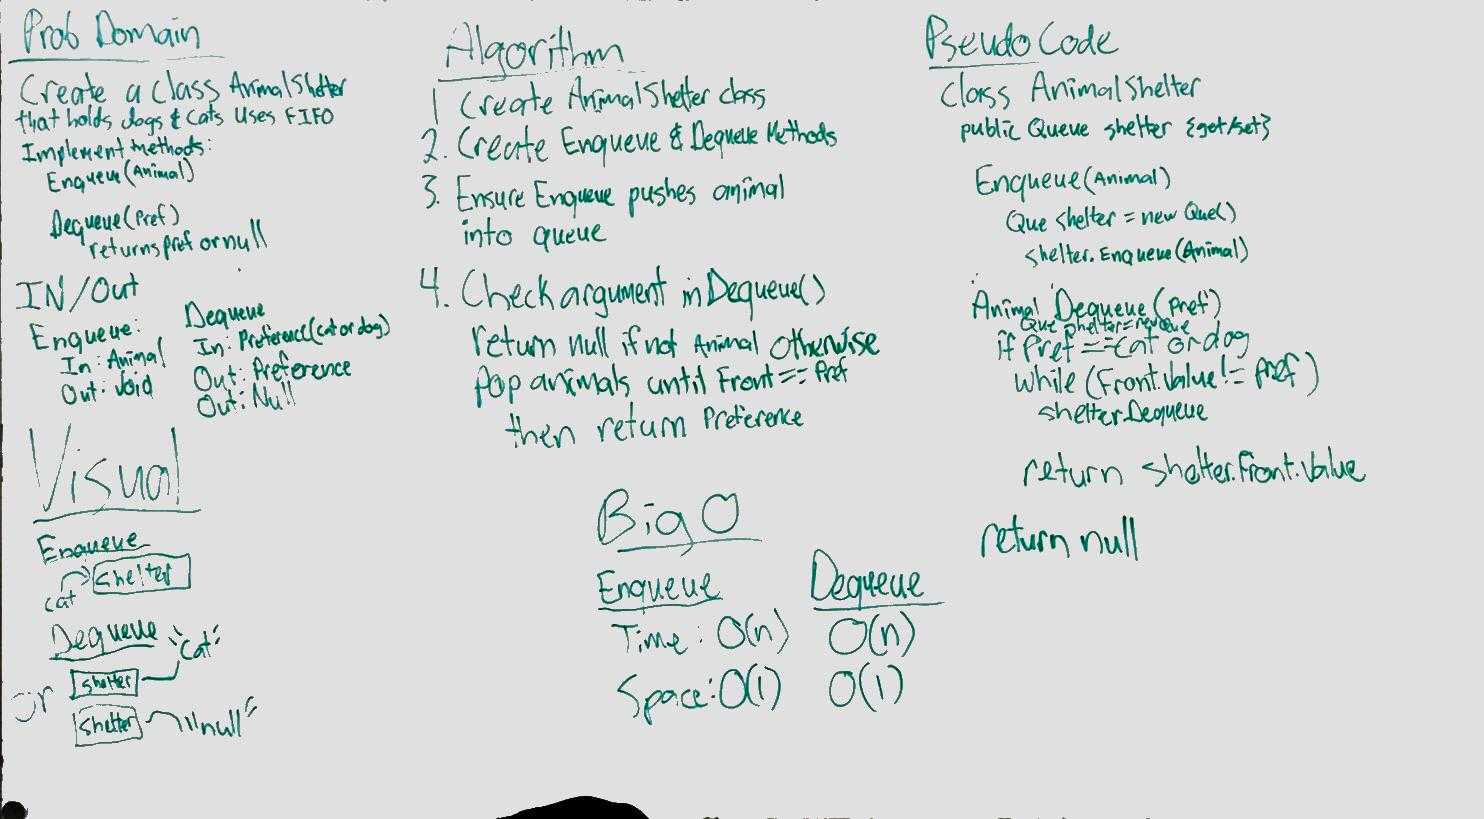 Prob Domain
Create a class AnimalShelter
that holds dogs & cats Uses FIFO
Implement methods:
Enqueue(Animal)
Dequeue(Pref)
returns pref or null
IN/Out
Enqueue:
In: Animal
Out: Void
Dequeue
In: Preference(cat or dog)
Out: Preference
Out: Null
Visual
Enqueue
cat
shelter
Dequeue
"Cat"
shelter
or
shelter
"null"
Algorithm
1 Create AnimalShelter class
2. Create Enqueue & Dequeue Methods
3. Ensure Enqueue pushes animal
into queue
4. Check argument in Dequeue()
return null if not Animal otherwise
pop animals until Front == Pref
then return Preference
Big O
Enqueue Dequeue
Time: O(n) O(n)
Space: O(1) O(1)
Pseudo Code
Class AnimalShelter
public Queue shelter {get/set}
Enqueue(Animal)
Que shelter = new Que()
shelter.Enqueue(Animal)
Animal Dequeue(Pref)
Que shelter =
if Pref == cat or dog
while (Front.Value != Pref)
shelter.Dequeue
return shelter.Front.Value
return null